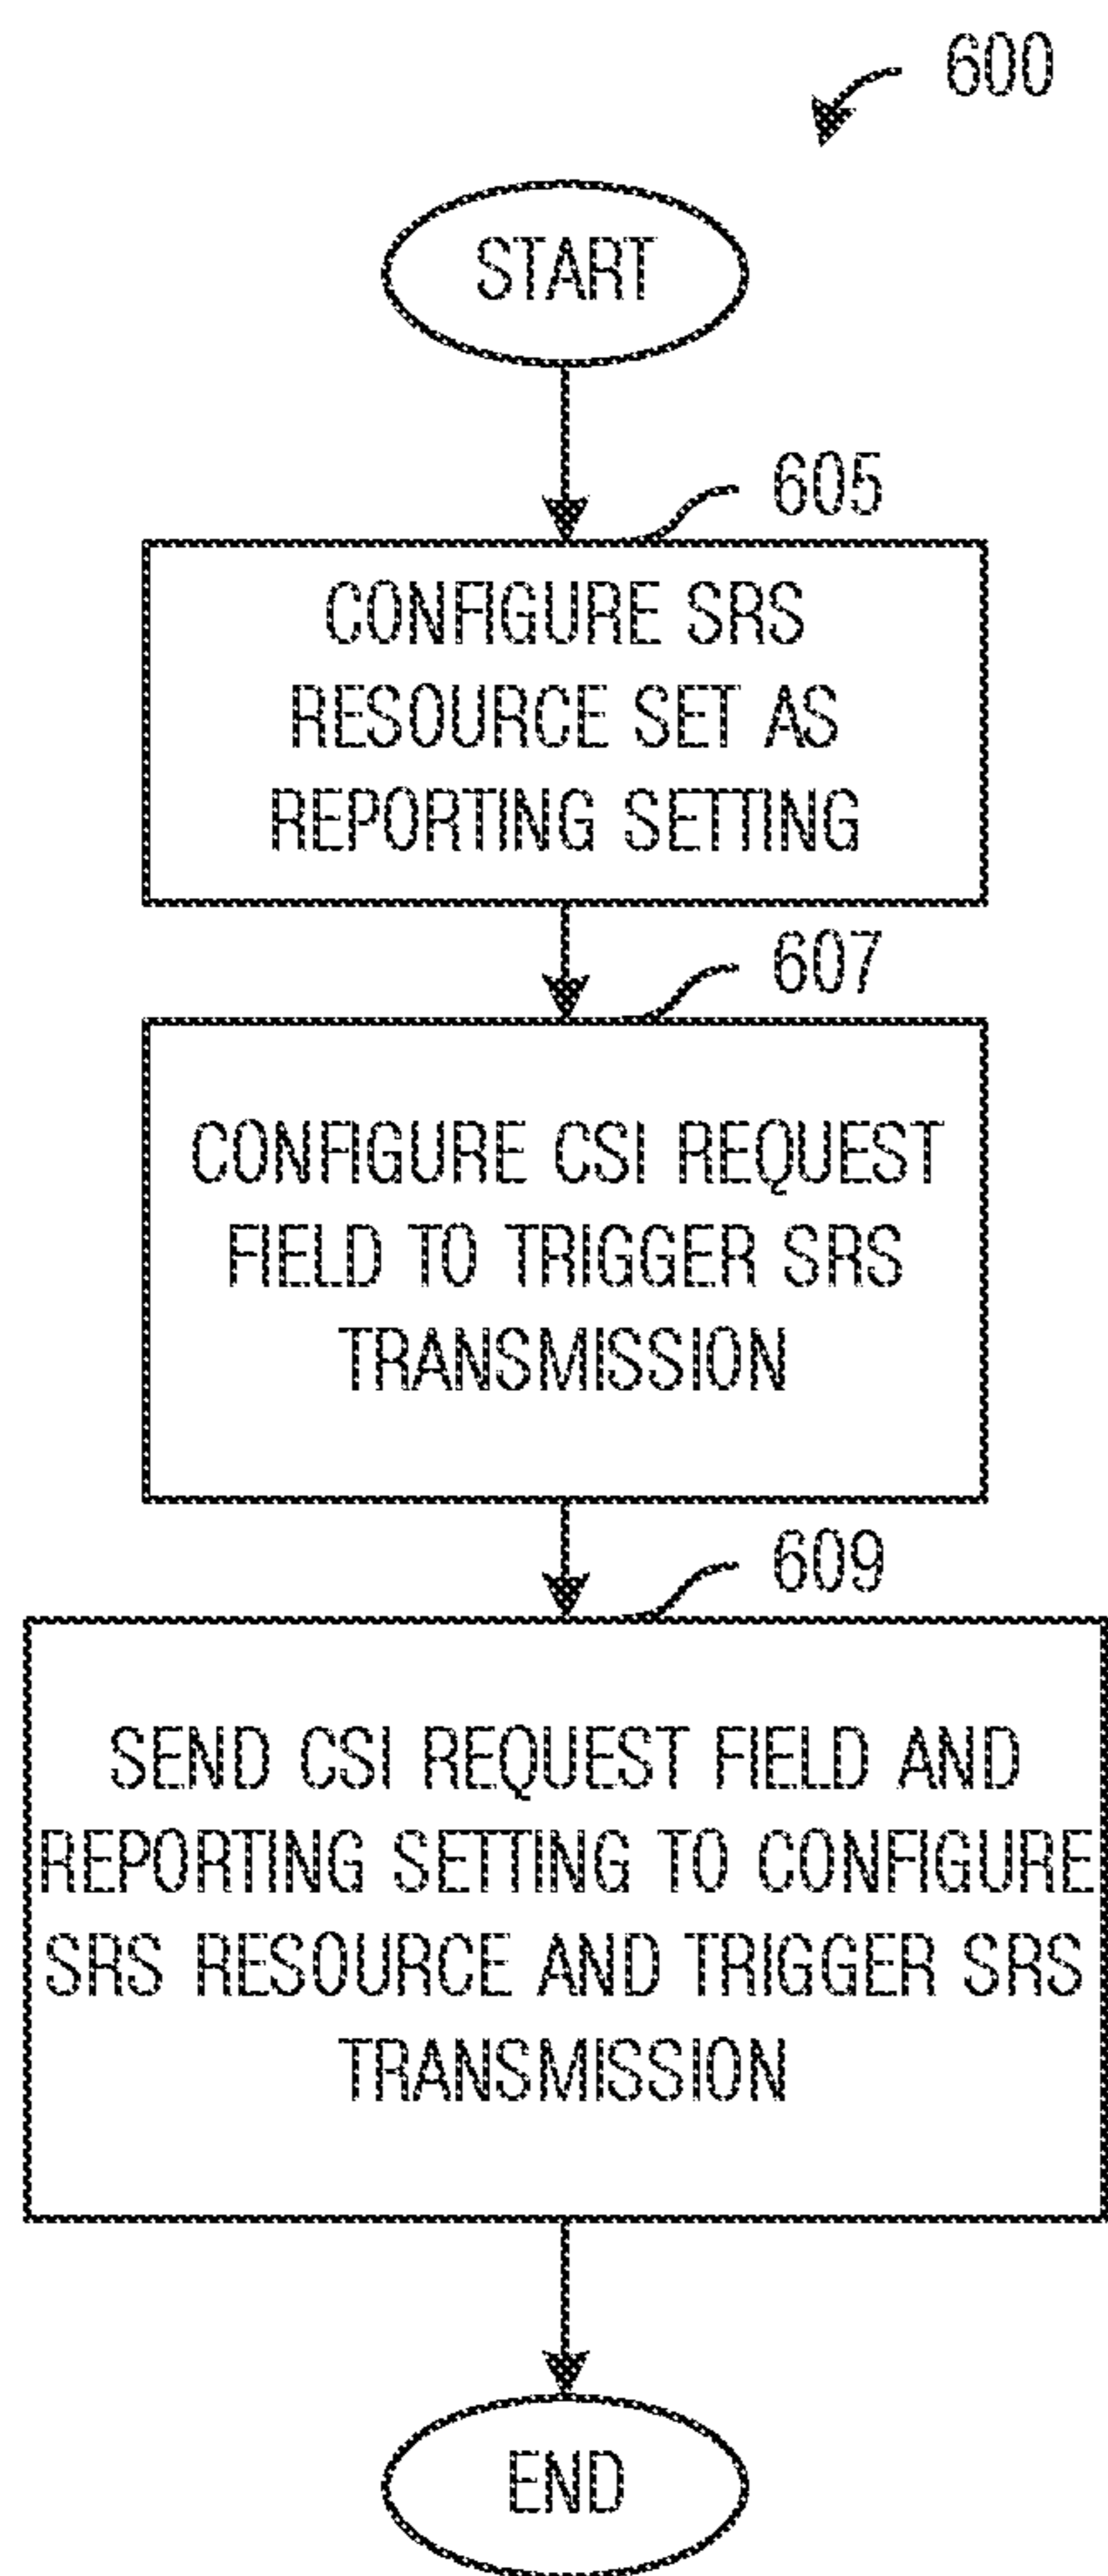 600
START
605
CONFIGURE SRS
RESOURCE SET AS
REPORTING SETTING
607
CONFIGURE CSI REQUEST
FIELD TO TRIGGER SRS
TRANSMISSION
609
SEND CSI REQUEST FIELD AND
REPORTING SETTING TO CONFIGURE
SRS RESOURCE AND TRIGGER SRS
TRANSMISSION
END